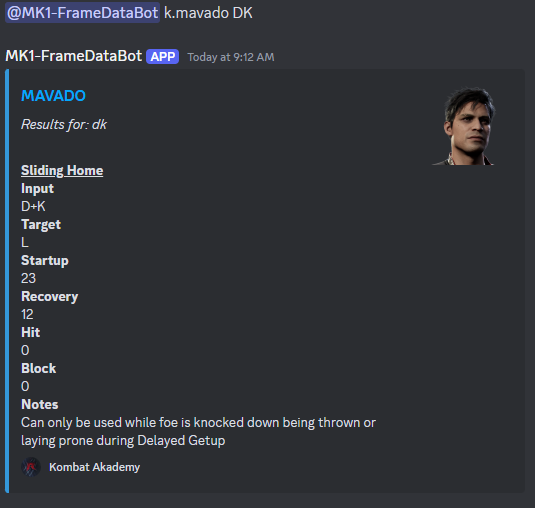 @MK1-FrameDataBot k.mavado DK
MK1-FrameDataBot APP Today at 9:12 AM
MAVADO
Results for: dk
Sliding Home
Input
D+K
Target
L
Startup
23
Recovery
12
Hit
0
Block
0
Notes
Can only be used while foe is knocked down being thrown or
laying prone during Delayed Getup
Kombat Akademy